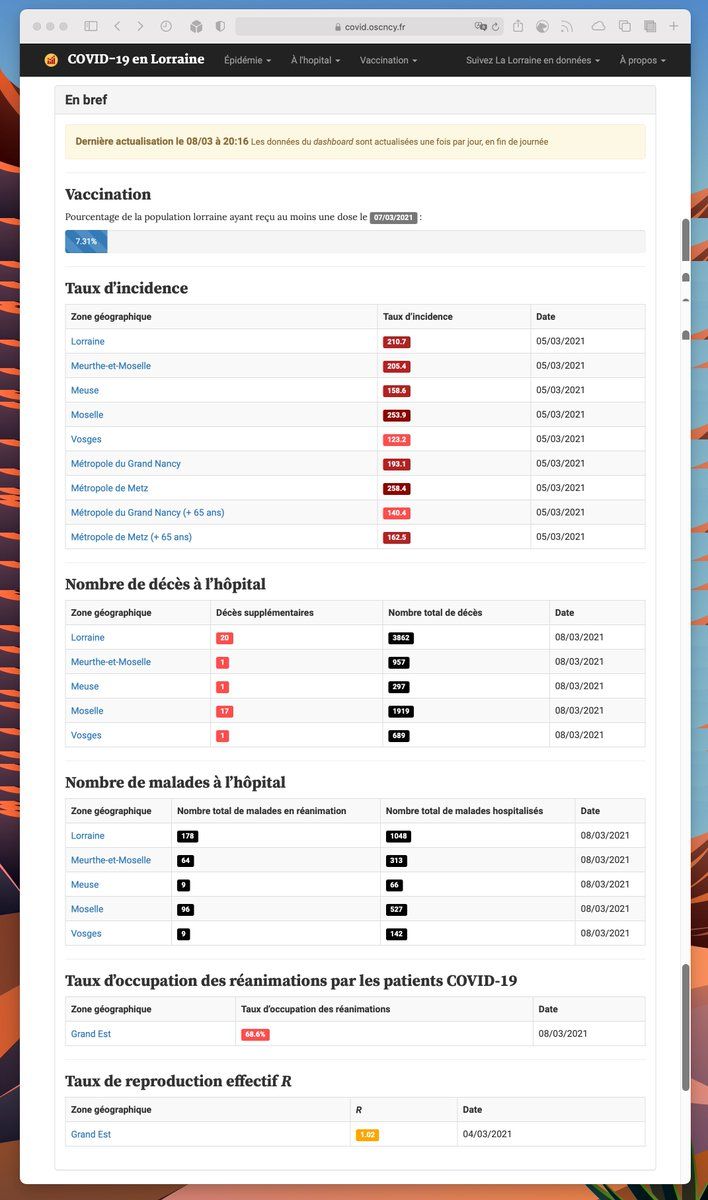 covid.oscncy.fr
COVID-19 en Lorraine Épidémie À l'hopital Vaccination Suivez La Lorraine en données À propos
En bref
Dernière actualisation le 08/03 à 20:16 Les données du dashboard sont actualisées une fois par jour, en fin de journée
Vaccination
Pourcentage de la population lorraine ayant reçu au moins une dose le 07/03/2021 :
7.31%
Taux d'incidence
Zone géographique Taux d'incidence Date
Lorraine 210.7 05/03/2021
Meurthe-et-Moselle 205.4 05/03/2021
Meuse 158.6 05/03/2021
Moselle 253.9 05/03/2021
Vosges 123.2 05/03/2021
Métropole du Grand Nancy 193.1 05/03/2021
Métropole de Metz 258.4 05/03/2021
Métropole du Grand Nancy (+ 65 ans) 140.4 05/03/2021
Métropole de Metz (+ 65 ans) 162.5 05/03/2021
Nombre de décès à l'hôpital
Zone géographique Décès supplémentaires Nombre total de décès Date
Lorraine 20 3862 08/03/2021
Meurthe-et-Moselle 1 957 08/03/2021
Meuse 1 297 08/03/2021
Moselle 17 1919 08/03/2021
Vosges 1 689 08/03/2021
Nombre de malades à l'hôpital
Zone géographique Nombre total de malades en réanimation Nombre total de malades hospitalisés Date
Lorraine 178 1048 08/03/2021
Meurthe-et-Moselle 64 313 08/03/2021
Meuse 9 66 08/03/2021
Moselle 96 527 08/03/2021
Vosges 9 142 08/03/2021
Taux d'occupation des réanimations par les patients COVID-19
Zone géographique Taux d'occupation des réanimations Date
Grand Est 68.6% 08/03/2021
Taux de reproduction effectif R
Zone géographique R Date
Grand Est 1.02 04/03/2021